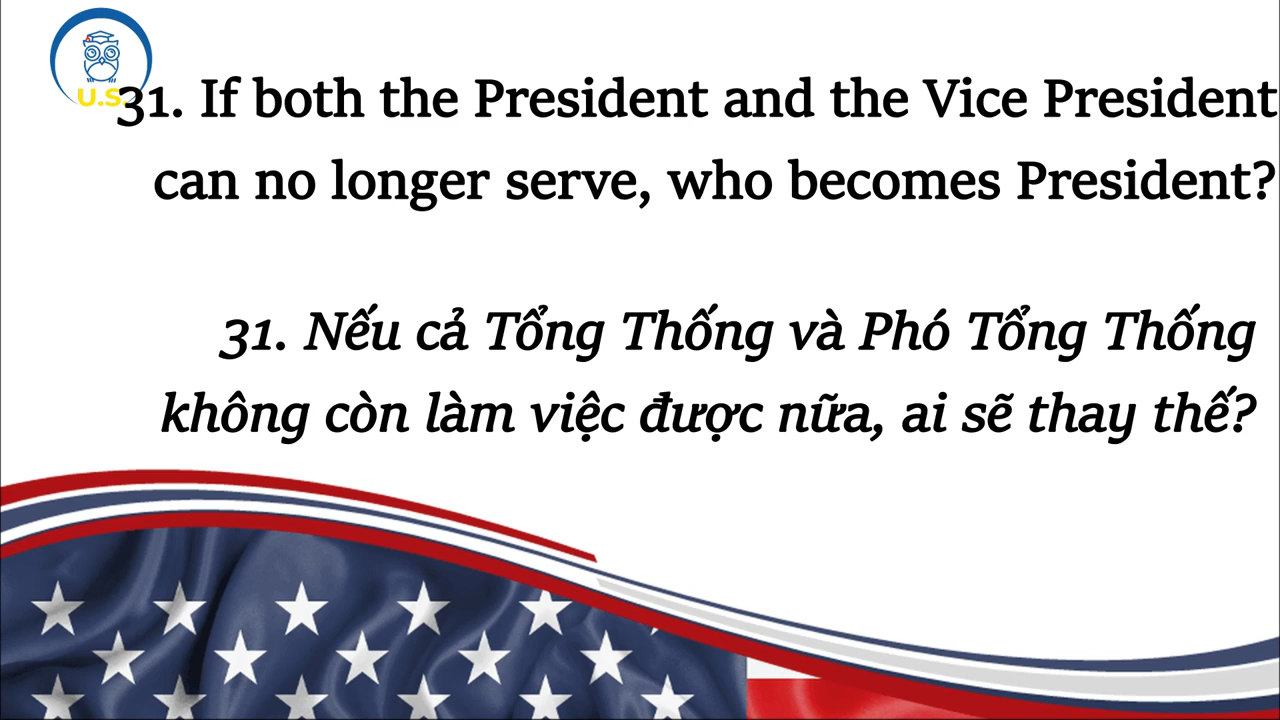 U.S
31. If both the President and the Vice President
can no longer serve, who becomes President?
31. Nếu cả Tổng Thống và Phó Tổng Thống
không còn làm việc được nữa, ai sẽ thay thế?